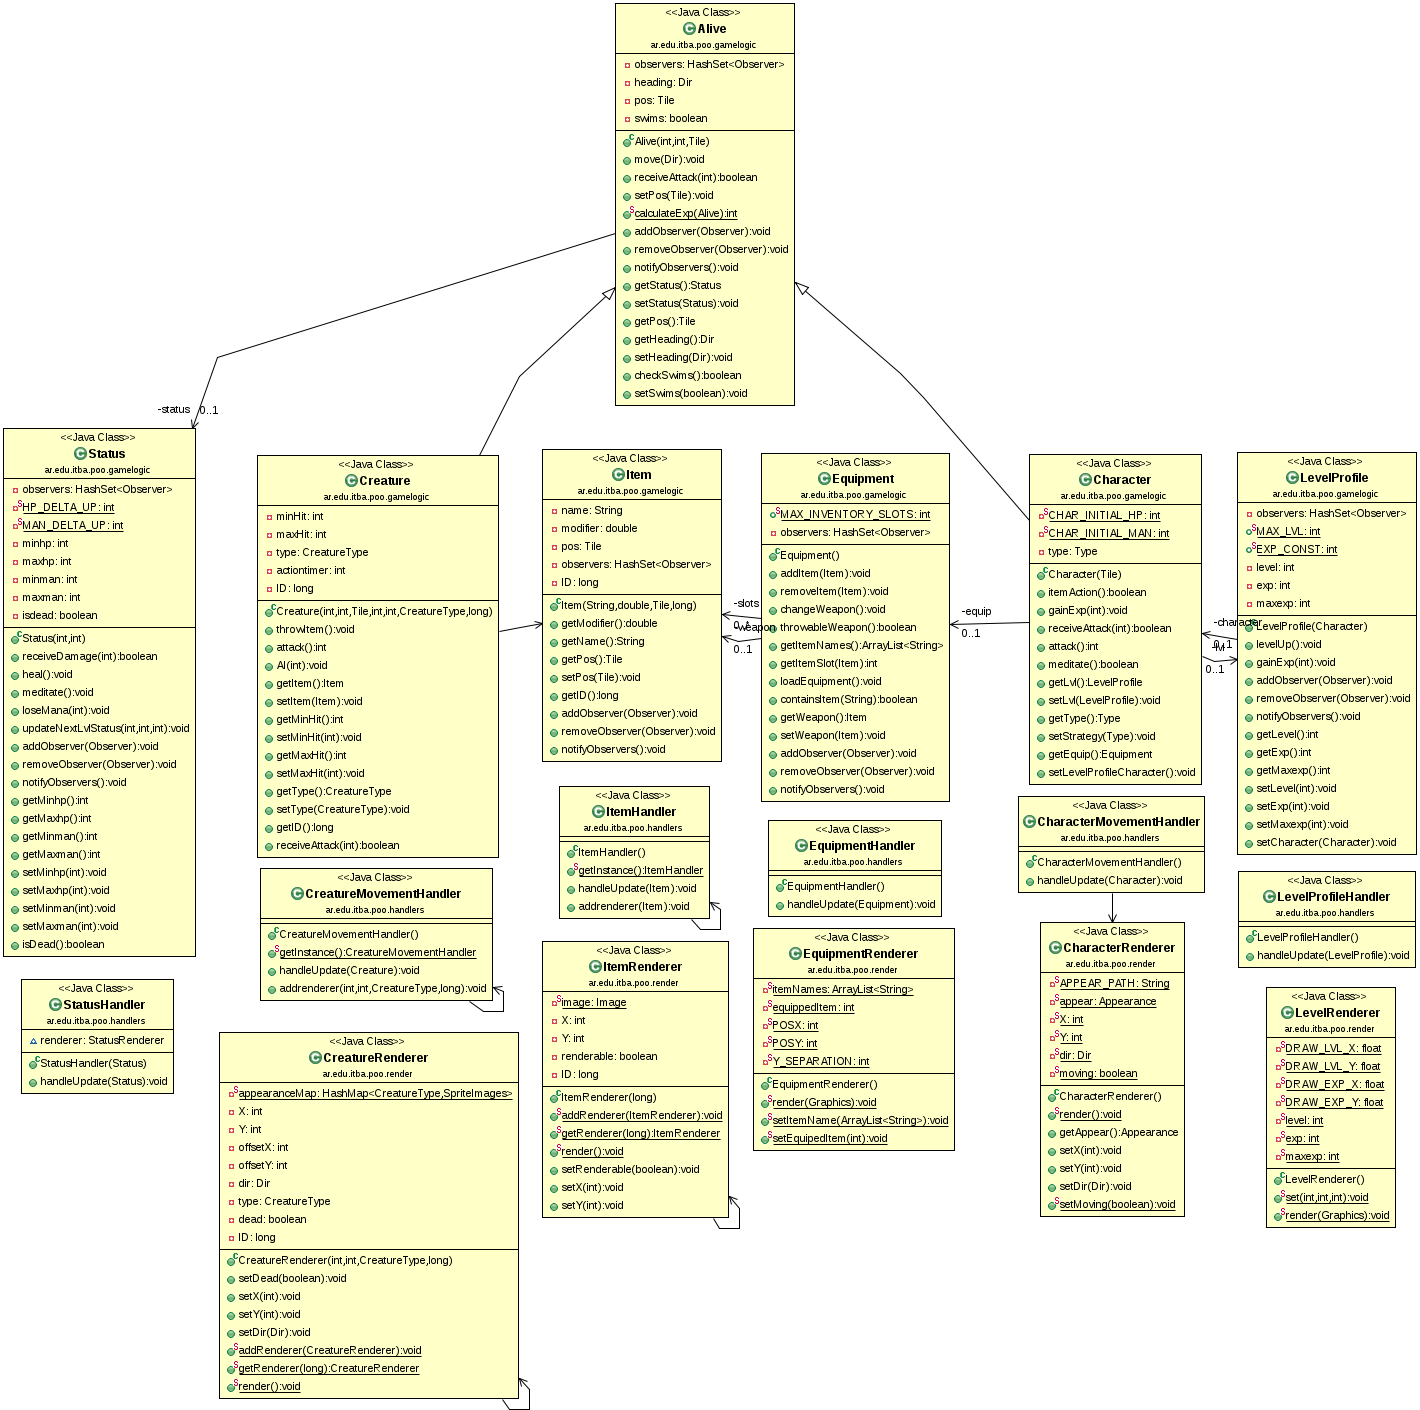 <<Java Class>>
Alive
ar.edu.itba.poo.gamelogic
observers: HashSet<Observer>
heading: Dir
pos: Tile
swims: boolean
Alive(int,int,Tile)
move(Dir):void
receiveAttack(int):boolean
setPos(Tile):void
calculateExp(Alive):int
addObserver(Observer):void
removeObserver(Observer):void
notifyObservers():void
getStatus():Status
setStatus(Status):void
getPos():Tile
getHeading():Dir
setHeading(Dir):void
checkSwims():boolean
setSwims(boolean):void
-status
0..1
<<Java Class>>
Status
ar.edu.itba.poo.gamelogic
observers: HashSet<Observer>
HP_DELTA_UP: int
MAN_DELTA_UP: int
minhp: int
maxhp: int
minman: int
maxman: int
isdead: boolean
Status(int,int)
receiveDamage(int):boolean
heal():void
meditate():void
loseMana(int):void
updateNextLvlStatus(int,int,int):void
addObserver(Observer):void
removeObserver(Observer):void
notifyObservers():void
getMinhp():int
getMaxhp():int
getMinman():int
getMaxman():int
setMinhp(int):void
setMaxhp(int):void
setMinman(int):void
setMaxman(int):void
isDead():boolean
<<Java Class>>
Creature
ar.edu.itba.poo.gamelogic
minHit: int
maxHit: int
type: CreatureType
actiontimer: int
ID: long
Creature(int,int,Tile,int,int,CreatureType,long)
throwItem():void
attack():int
AI(int):void
getItem():Item
setItem(Item):void
getMinHit():int
setMinHit(int):void
getMaxHit():int
setMaxHit(int):void
getType():CreatureType
setType(CreatureType):void
getID():long
receiveAttack(int):boolean
<<Java Class>>
Item
ar.edu.itba.poo.gamelogic
name: String
modifier: double
pos: Tile
observers: HashSet<Observer>
ID: long
Item(String,double,Tile,long)
getModifier():double
getName():String
getPos():Tile
setPos(Tile):void
getID():long
addObserver(Observer):void
removeObserver(Observer):void
notifyObservers():void
-slots
0..1
-weapon
0..1
<<Java Class>>
Equipment
ar.edu.itba.poo.gamelogic
MAX_INVENTORY_SLOTS: int
observers: HashSet<Observer>
Equipment()
addItem(Item):void
removeItem(Item):void
changeWeapon():void
throwableWeapon():boolean
getItemNames():ArrayList<String>
getItemSlot(Item):int
loadEquipment():void
containsItem(String):boolean
getWeapon():Item
setWeapon(Item):void
addObserver(Observer):void
removeObserver(Observer):void
notifyObservers():void
-equip
0..1
<<Java Class>>
Character
ar.edu.itba.poo.gamelogic
CHAR_INITIAL_HP: int
CHAR_INITIAL_MAN: int
type: Type
Character(Tile)
itemAction():boolean
gainExp(int):void
receiveAttack(int):boolean
attack():int
meditate():boolean
getLvl():LevelProfile
setLvl(LevelProfile):void
getType():Type
setStrategy(Type):void
getEquip():Equipment
setLevelProfileCharacter():void
-character
0..1
-lvl
0..1
<<Java Class>>
LevelProfile
ar.edu.itba.poo.gamelogic
observers: HashSet<Observer>
MAX_LVL: int
EXP_CONST: int
level: int
exp: int
maxexp: int
LevelProfile(Character)
levelUp():void
gainExp(int):void
addObserver(Observer):void
removeObserver(Observer):void
notifyObservers():void
getLevel():int
getExp():int
getMaxexp():int
setLevel(int):void
setExp(int):void
setMaxexp(int):void
setCharacter(Character):void
<<Java Class>>
StatusHandler
ar.edu.itba.poo.handlers
renderer: StatusRenderer
StatusHandler(Status)
handleUpdate(Status):void
<<Java Class>>
CreatureMovementHandler
ar.edu.itba.poo.handlers
CreatureMovementHandler()
getInstance():CreatureMovementHandler
handleUpdate(Creature):void
addrenderer(int,int,CreatureType,long):void
<<Java Class>>
ItemHandler
ar.edu.itba.poo.handlers
ItemHandler()
getInstance():ItemHandler
handleUpdate(Item):void
addrenderer(Item):void
<<Java Class>>
EquipmentHandler
ar.edu.itba.poo.handlers
EquipmentHandler()
handleUpdate(Equipment):void
<<Java Class>>
CharacterMovementHandler
ar.edu.itba.poo.handlers
CharacterMovementHandler()
handleUpdate(Character):void
<<Java Class>>
LevelProfileHandler
ar.edu.itba.poo.handlers
LevelProfileHandler()
handleUpdate(LevelProfile):void
<<Java Class>>
CreatureRenderer
ar.edu.itba.poo.render
appearanceMap: HashMap<CreatureType,SpriteImages>
X: int
Y: int
offsetX: int
offsetY: int
dir: Dir
type: CreatureType
dead: boolean
ID: long
CreatureRenderer(int,int,CreatureType,long)
setDead(boolean):void
setX(int):void
setY(int):void
setDir(Dir):void
addRenderer(CreatureRenderer):void
getRenderer(long):CreatureRenderer
render():void
<<Java Class>>
ItemRenderer
ar.edu.itba.poo.render
image: Image
X: int
Y: int
renderable: boolean
ID: long
ItemRenderer(long)
addRenderer(ItemRenderer):void
getRenderer(long):ItemRenderer
render():void
setRenderable(boolean):void
setX(int):void
setY(int):void
<<Java Class>>
EquipmentRenderer
ar.edu.itba.poo.render
itemNames: ArrayList<String>
equippedItem: int
POSX: int
POSY: int
Y_SEPARATION: int
EquipmentRenderer()
render(Graphics):void
setItemName(ArrayList<String>):void
setEquipedItem(int):void
<<Java Class>>
CharacterRenderer
ar.edu.itba.poo.render
APPEAR_PATH: String
appear: Appearance
X: int
Y: int
dir: Dir
moving: boolean
CharacterRenderer()
render():void
getAppear():Appearance
setX(int):void
setY(int):void
setDir(Dir):void
setMoving(boolean):void
<<Java Class>>
LevelRenderer
ar.edu.itba.poo.render
DRAW_LVL_X: float
DRAW_LVL_Y: float
DRAW_EXP_X: float
DRAW_EXP_Y: float
level: int
exp: int
maxexp: int
LevelRenderer()
set(int,int,int):void
render(Graphics):void